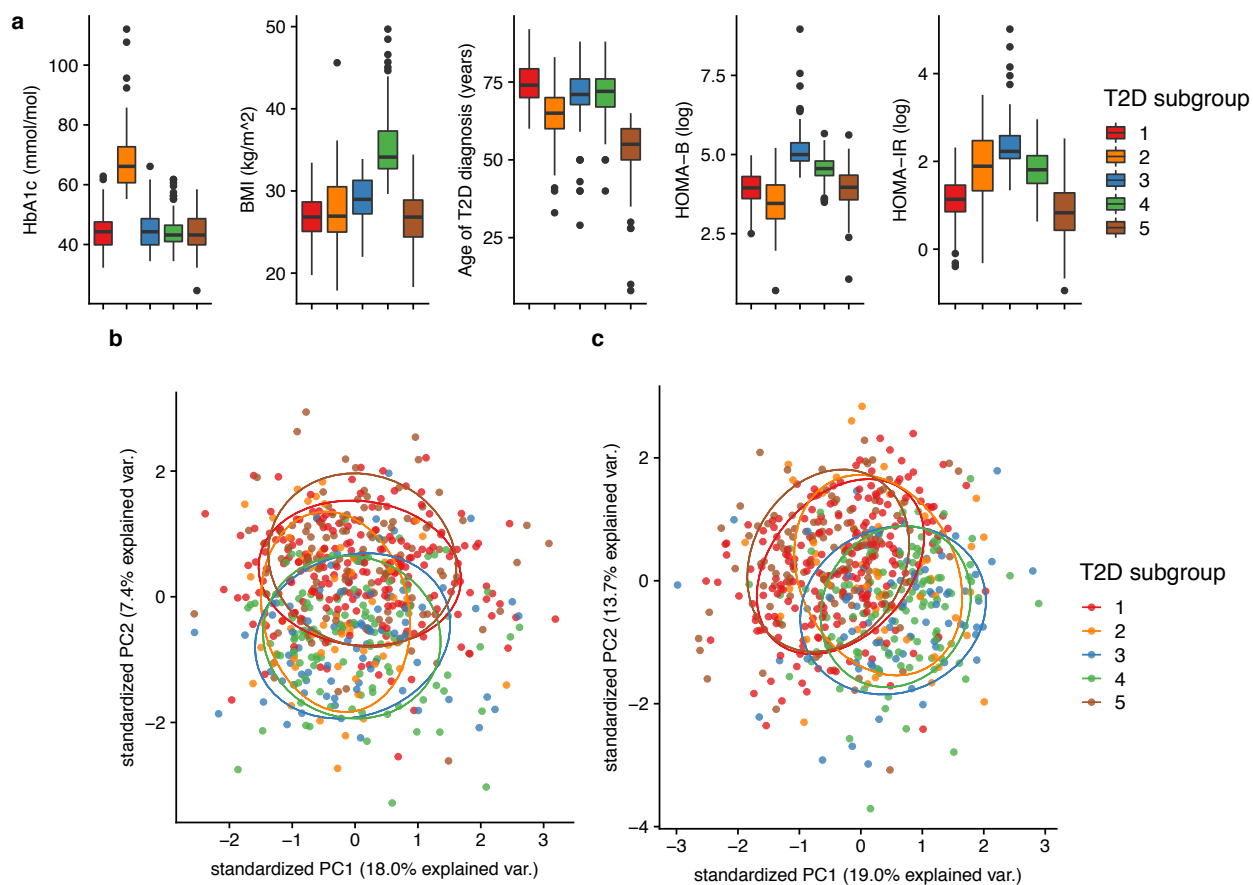 a
HbA1c (mmol/mol)
100
80
60
40
BMI (kg/m^2)
50
40
30
20
Age of T2D diagnosis (years)
75
50
25
HOMA−B (log)
7.5
5.0
2.5
HOMA−IR (log)
4
2
0
T2D subgroup
1
2
3
4
5
b
standardized PC2 (7.4% explained var.)
2
0
−2
−2 −1 0 1 2 3
standardized PC1 (18.0% explained var.)
c
standardized PC2 (13.7% explained var.)
2
0
−2
−4
−3 −2 −1 0 1 2 3
standardized PC1 (19.0% explained var.)
T2D subgroup
1
2
3
4
5